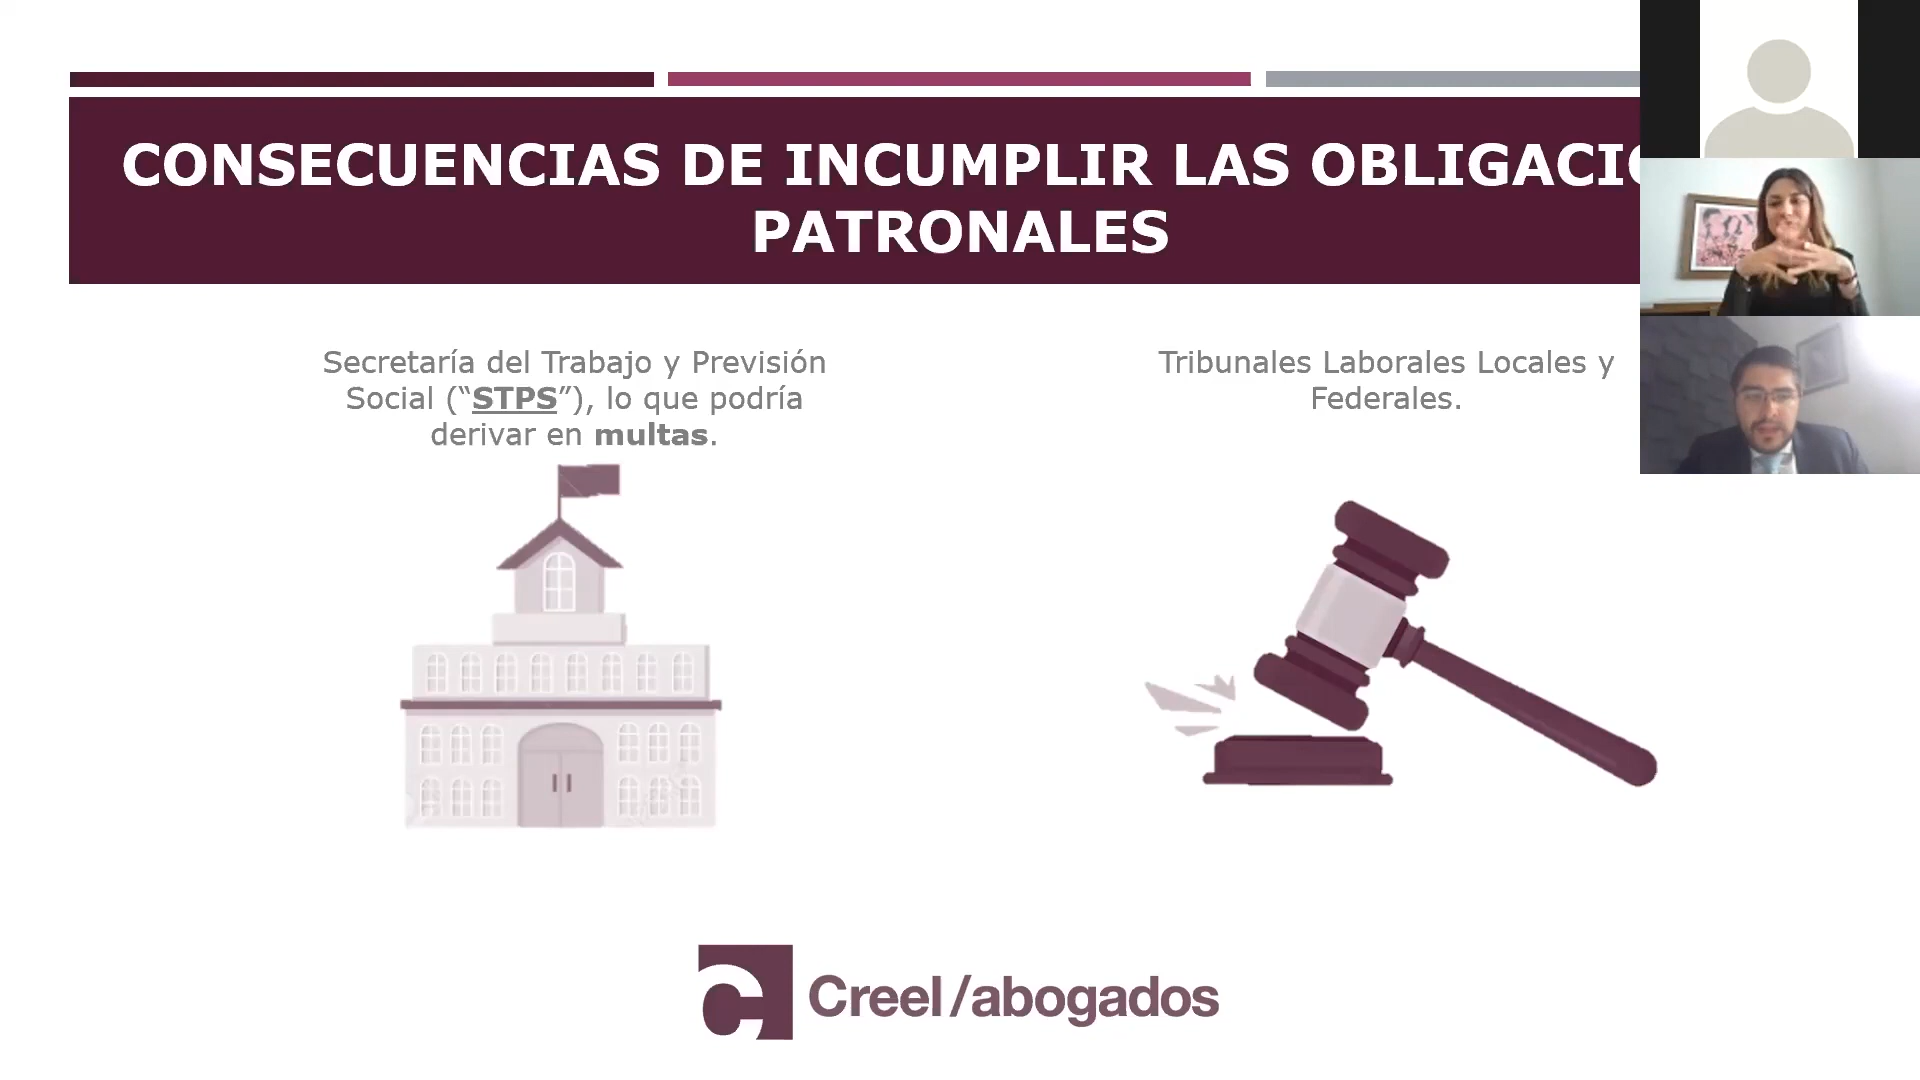 CONSECUENCIAS DE INCUMPLIR LAS OBLIGACIO
PATRONALES
Secretaría del Trabajo y Previsión
Social (“STPS”), lo que podría
derivar en multas.
Tribunales Laborales Locales y
Federales.
Creel/abogados